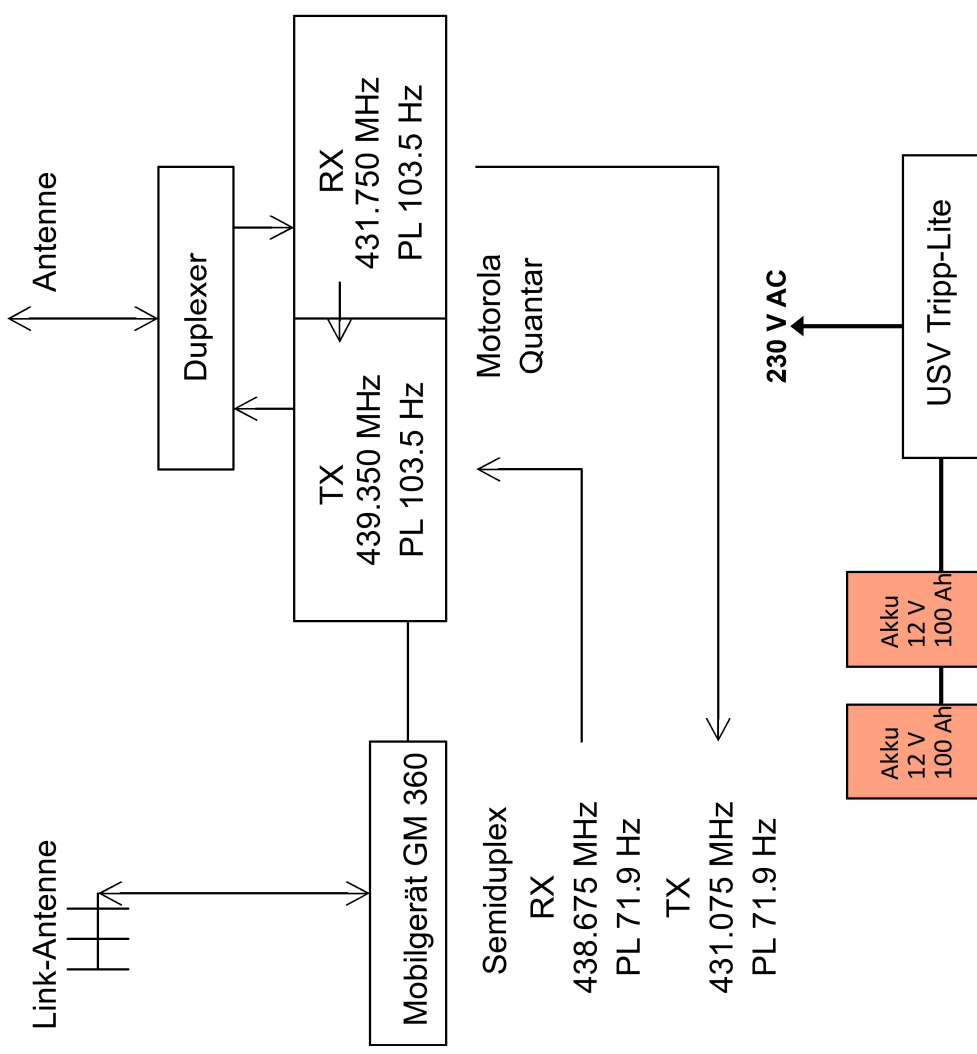 Link-Antenne
Antenne
Duplexer
TX
439.350 MHz
PL 103.5 Hz
RX
431.750 MHz
PL 103.5 Hz
Mobilgerät GM 360
Motorola
Quantar
Semiduplex
RX
438.675 MHz
PL 71.9 Hz
TX
431.075 MHz
PL 71.9 Hz
230 V AC
Akku
12 V
100 Ah
Akku
12 V
100 Ah
USV Tripp-Lite